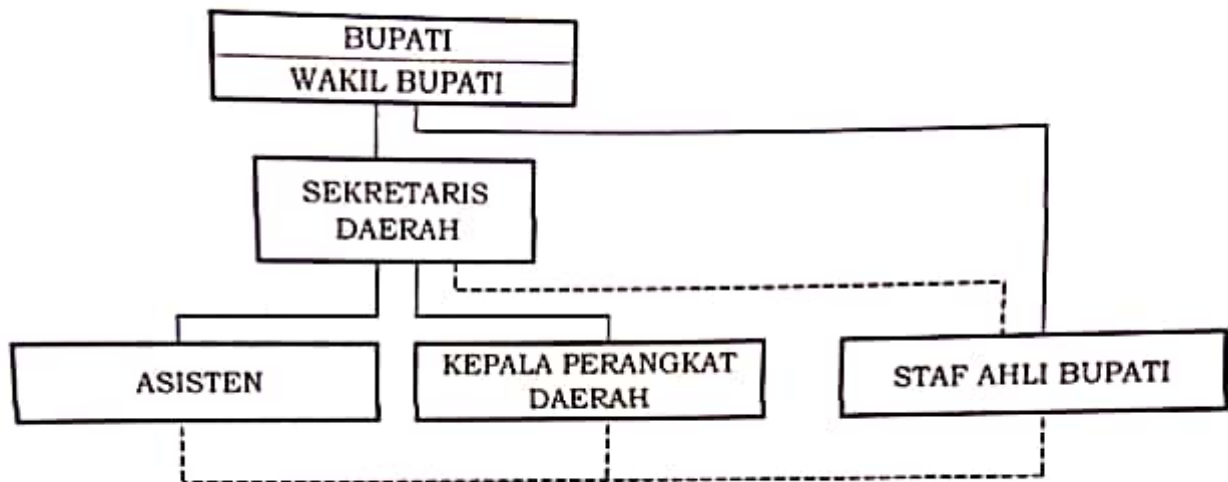 BUPATI
WAKIL BUPATI
SEKRETARIS
DAERAH
ASISTEN
KEPALA PERANGKAT
DAERAH
STAF AHLI BUPATI